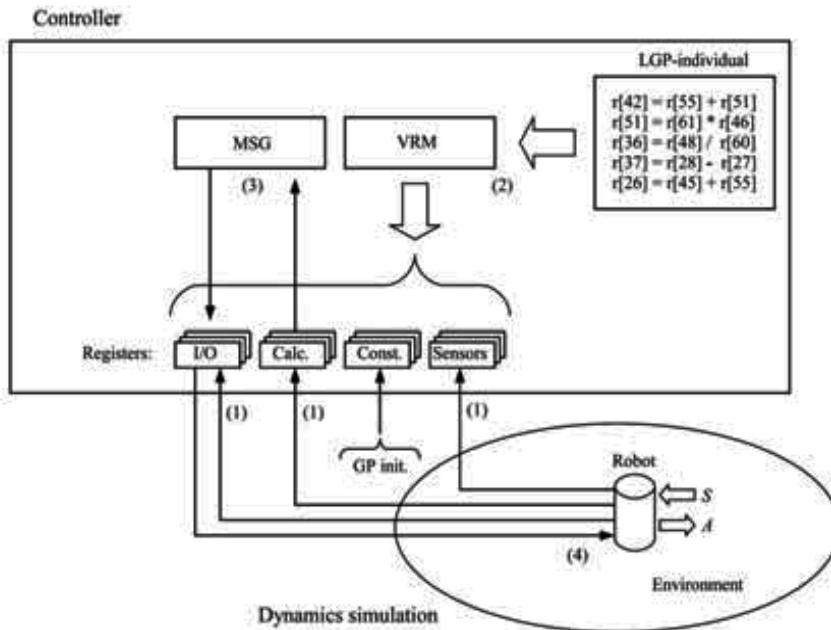 Controller
LGP-individual
r[42] = r[55] + r[51]
r[51] = r[61] * r[46]
r[36] = r[48] / r[60]
r[37] = r[28] - r[27]
r[26] = r[45] + r[55]
MSG
VRM
(3)
(2)
Registers:
I/O
Calc.
Const.
Sensors
(1)
(1)
(1)
GP init.
Robot
S
A
(4)
Environment
Dynamics simulation